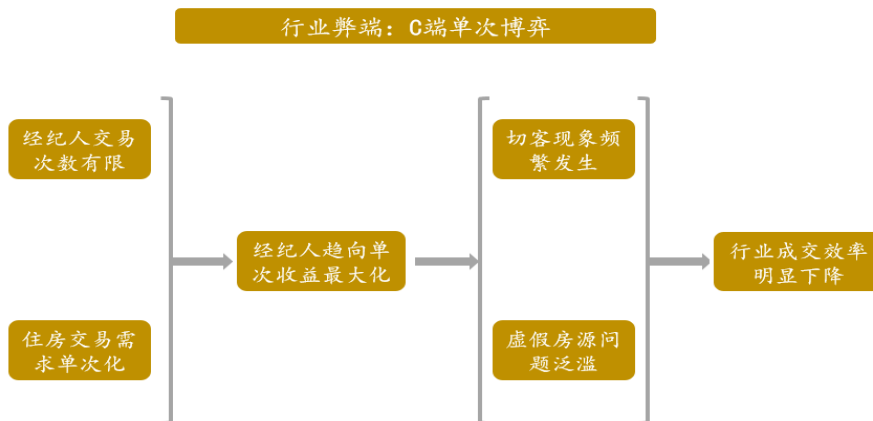 行业弊端：C端单次博弈
经纪人交易
次数有限
住房交易需
求单次化
经纪人趋向单
次收益最大化
切客现象频
繁发生
虚假房源问
题泛滥
行业成交效率
明显下降